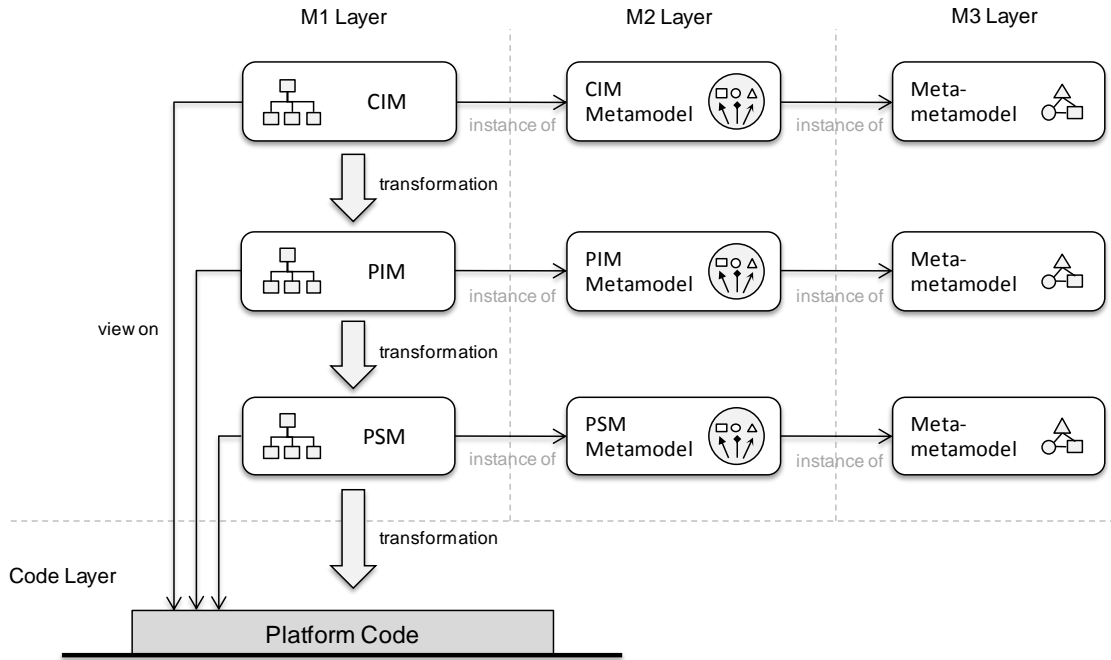 M1 Layer
M2 Layer
M3 Layer
CIM
instance of
CIM
Metamodel
instance of
Meta-
metamodel
transformation
PIM
instance of
PIM
Metamodel
instance of
Meta-
metamodel
view on
transformation
PSM
instance of
PSM
Metamodel
instance of
Meta-
metamodel
transformation
Code Layer
Platform Code